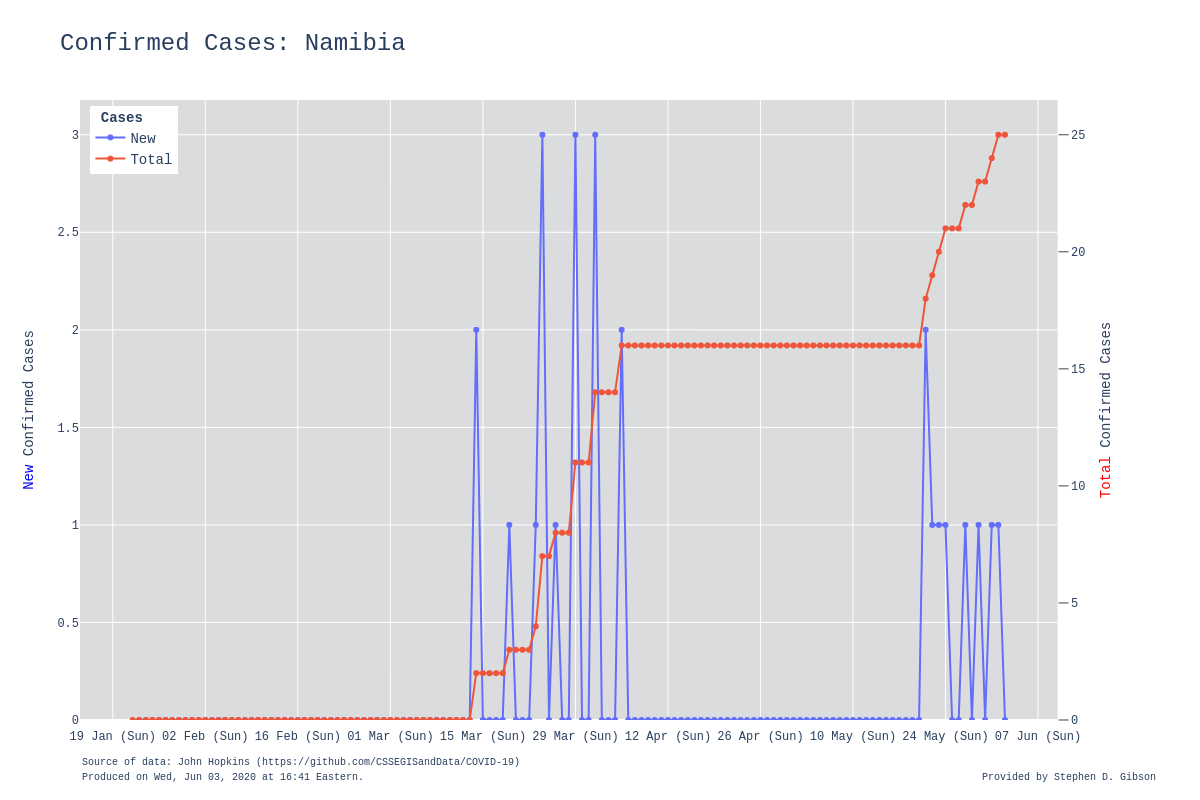 Confirmed Cases: Namibia
Cases
New
Total
3
2.5
2
1.5
1
0.5
0
25
20
15
10
5
0
New Confirmed Cases
Total Confirmed Cases
19 Jan (Sun) 02 Feb (Sun) 16 Feb (Sun) 01 Mar (Sun) 15 Mar (Sun) 29 Mar (Sun) 12 Apr (Sun) 26 Apr (Sun) 10 May (Sun) 24 May (Sun) 07 Jun (Sun)
Source of data: John Hopkins (https://github.com/CSSEGISandData/COVID-19)
Produced on Wed, Jun 03, 2020 at 16:41 Eastern.
Provided by Stephen D. Gibson